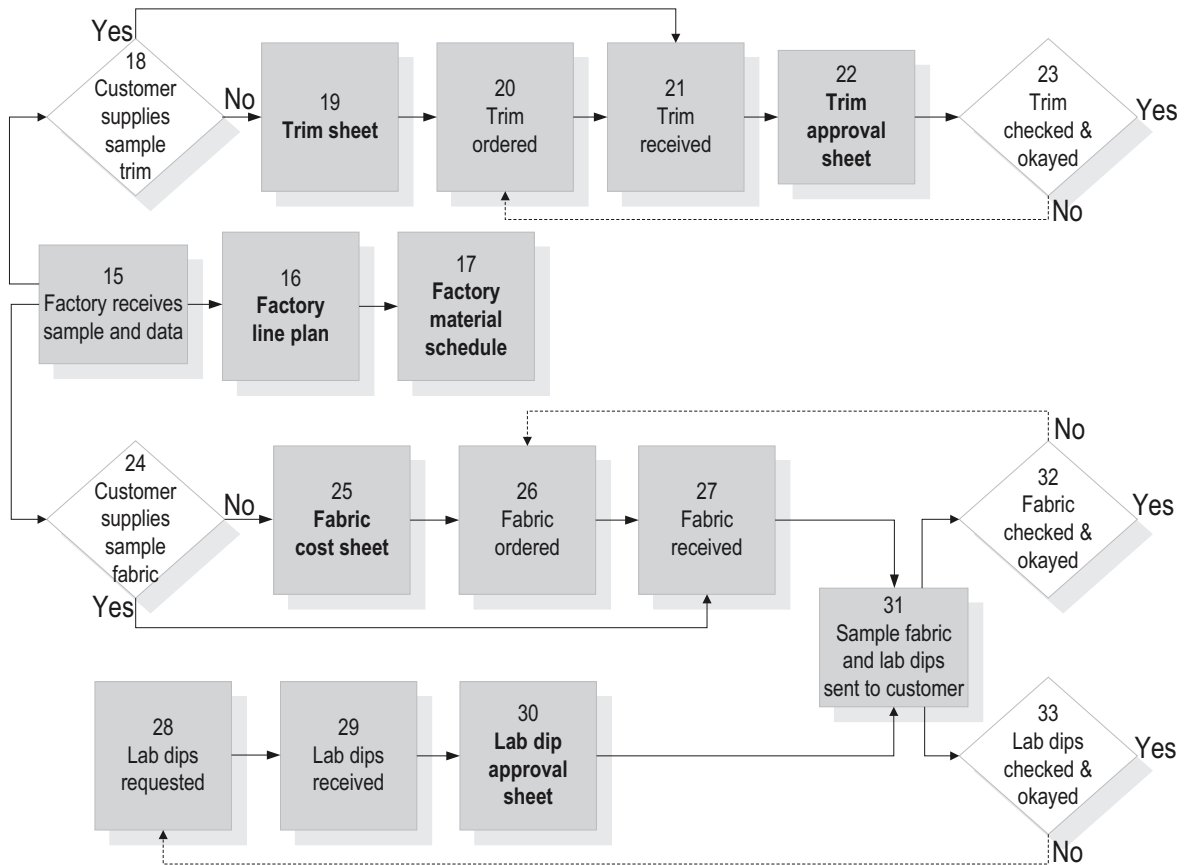 Yes
18
Customer
supplies
sample
trim
No
19
Trim sheet
20
Trim
ordered
21
Trim
received
22
Trim
approval
sheet
23
Trim
checked &
okayed
Yes
No
15
Factory receives
sample and data
16
Factory
line plan
17
Factory
material
schedule
24
Customer
supplies
sample
fabric
No
Yes
25
Fabric
cost sheet
26
Fabric
ordered
27
Fabric
received
No
32
Fabric
checked &
okayed
Yes
31
Sample fabric
and lab dips
sent to customer
28
Lab dips
requested
29
Lab dips
received
30
Lab dip
approval
sheet
33
Lab dips
checked &
okayed
Yes
No